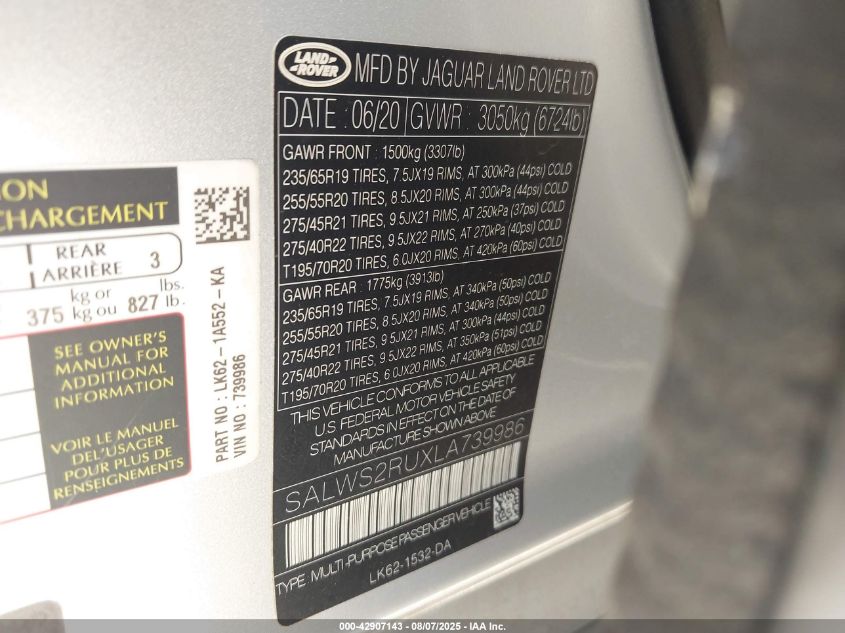 LAND ROVER
MFD BY JAGUAR LAND ROVER LTD
DATE : 06/20 GVWR : 3050kg (6724lb)
GAWR FRONT : 1500kg (3307lb)
235/65R19 TIRES, 7.5JX19 RIMS, AT 300kPa (44psi) COLD
255/55R20 TIRES, 8.5JX20 RIMS, AT 300kPa (44psi) COLD
275/45R21 TIRES, 9.5JX21 RIMS, AT 250kPa (37psi) COLD
275/40R22 TIRES, 9.5JX22 RIMS, AT 270kPa (40psi) COLD
T195/70R20 TIRES, 6.0JX20 RIMS, AT 420kPa (60psi) COLD
GAWR REAR : 1775kg (3913lb)
235/65R19 TIRES, 7.5JX19 RIMS, AT 340kPa (50psi) COLD
255/55R20 TIRES, 8.5JX20 RIMS, AT 340kPa (50psi) COLD
275/45R21 TIRES, 9.5JX21 RIMS, AT 300kPa (44psi) COLD
275/40R22 TIRES, 9.5JX22 RIMS, AT 350kPa (51psi) COLD
T195/70R20 TIRES, 6.0JX20 RIMS, AT 420kPa (60psi) COLD
THIS VEHICLE CONFORMS TO ALL APPLICABLE
U.S. FEDERAL MOTOR VEHICLE SAFETY
STANDARDS IN EFFECT ON THE DATE OF
MANUFACTURE SHOWN ABOVE
SALWS2RUXLA739986
TYPE: MULTI-PURPOSE PASSENGER VEHICLE
LK62-1532-DA
CHARGEMENT
REAR
ARRIÈRE 3
375 kg or kg ou 827 lbs. lb.
SEE OWNER'S
MANUAL FOR
ADDITIONAL
INFORMATION
VOIR LE MANUEL
DEL'USAGER
POUR PLUS DE
RENSEIGNEMENTS
PART NO : LK62-1A552-KA
VIN NO : 739986
000-42907143 - 08/07/2025 - IAA Inc.